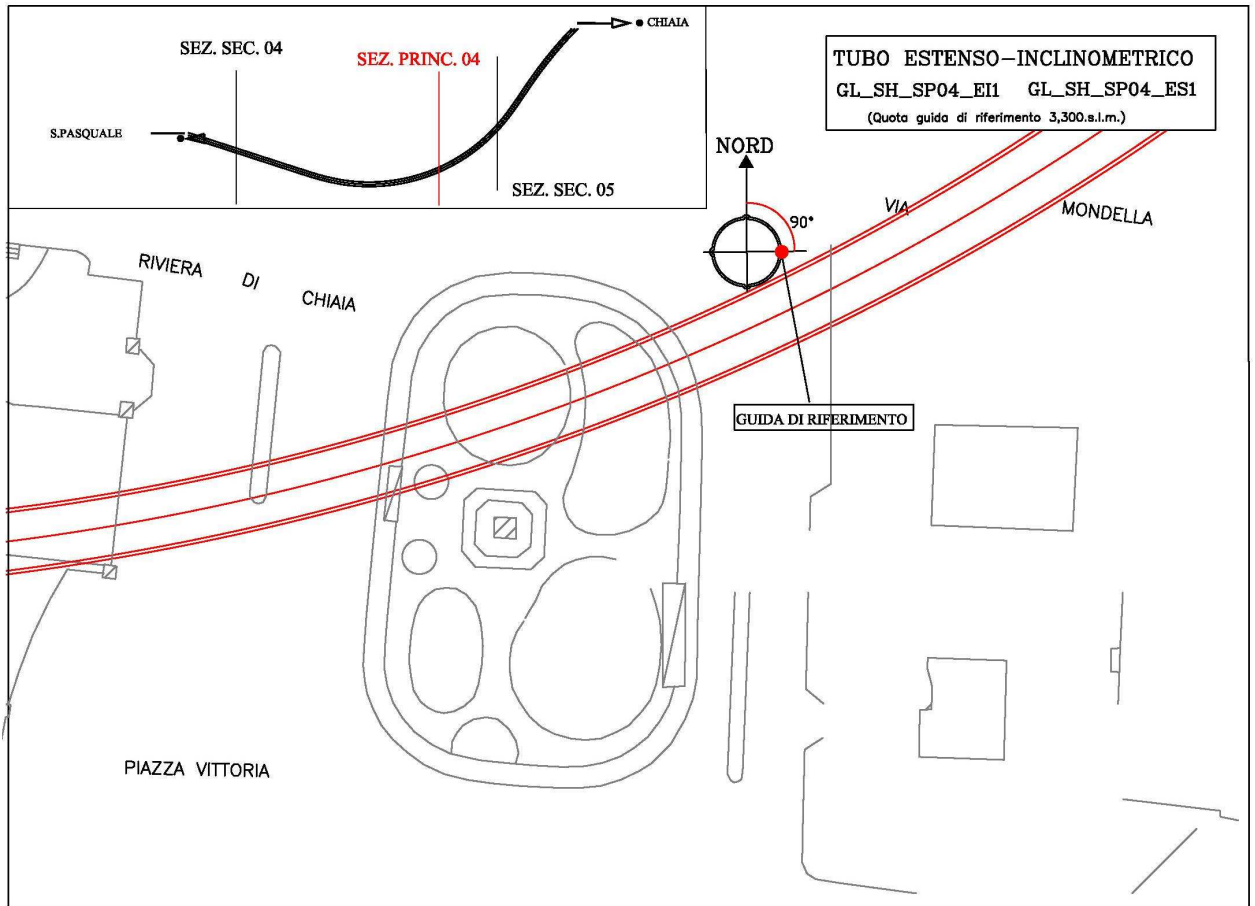 CHIAIA
SEZ. SEC. 04
SEZ. PRINC. 04
S.PASQUALE
SEZ. SEC. 05
TUBO ESTENSO-INCLINOMETRICO
GL_SH_SP04_EI1 GL_SH_SP04_ES1
(Quota guida di riferimento 3,300.s.l.m.)
NORD
90°
VIA MONDELLA
RIVIERA DI CHIAIA
GUIDA DI RIFERIMENTO
PIAZZA VITTORIA